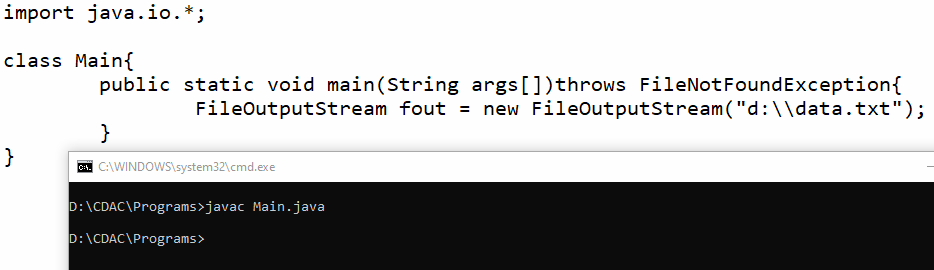 import java.io.*;
class Main{
public static void main(String args[])throws FileNotFoundException{
FileOutputStream fout = new FileOutputStream("d:\\data.txt");
}
}
C:\WINDOWS\system32\cmd.exe
D:\CDAC\Programs>javac Main.java
D:\CDAC\Programs>